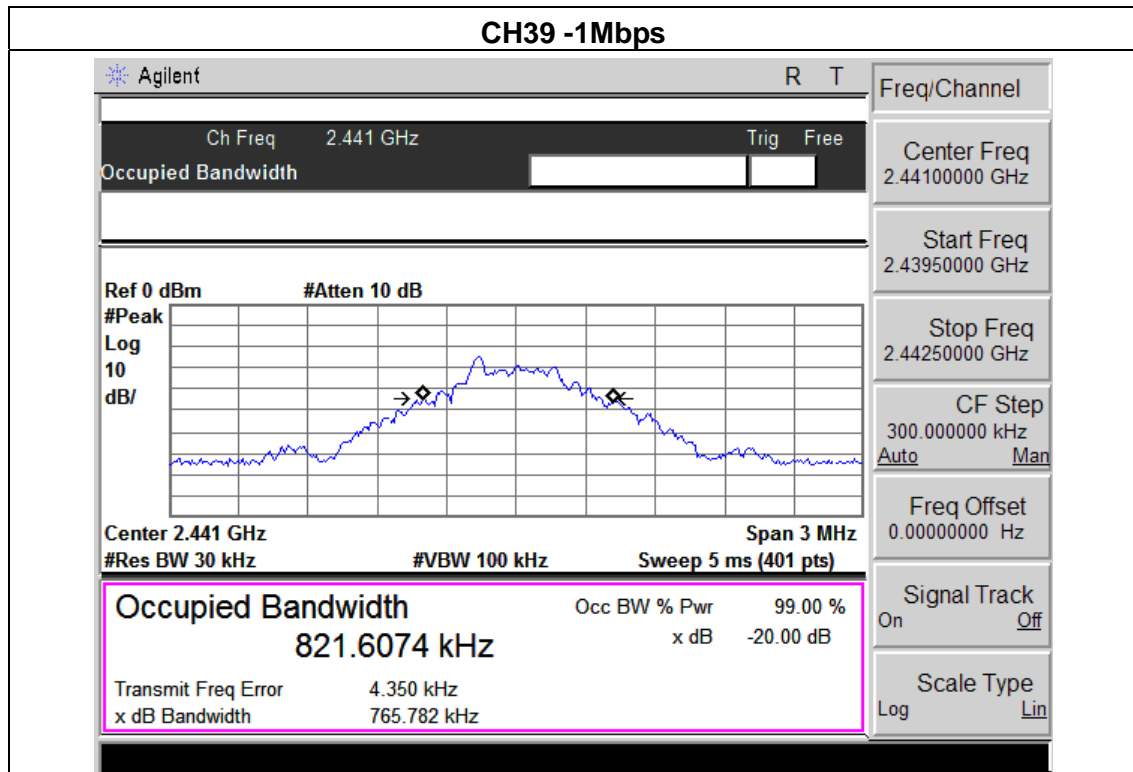 CH39 -1Mbps
Agilent R T
Ch Freq 2.441 GHz Trig Free
Occupied Bandwidth
Ref 0 dBm #Atten 10 dB
#Peak
Log
10
dB/
Center 2.441 GHz Span 3 MHz
#Res BW 30 kHz #VBW 100 kHz Sweep 5 ms (401 pts)
Occupied Bandwidth Occ BW % Pwr 99.00 %
821.6074 kHz x dB -20.00 dB
Transmit Freq Error 4.350 kHz
x dB Bandwidth 765.782 kHz
Freq/Channel
Center Freq
2.44100000 GHz
Start Freq
2.43950000 GHz
Stop Freq
2.44250000 GHz
CF Step
300.000000 kHz
Auto Man
Freq Offset
0.00000000 Hz
Signal Track
On Off
Scale Type
Log Lin